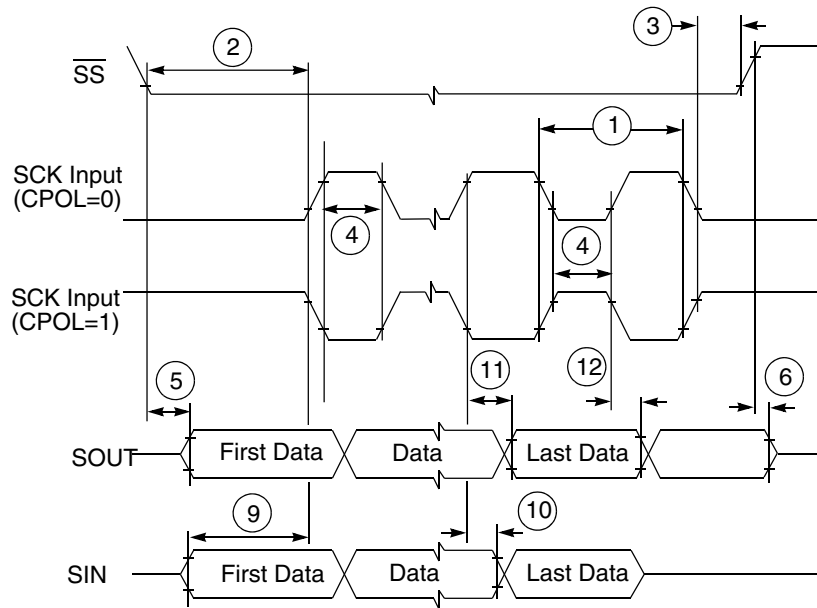 3
2
SS
1
SCK Input
(CPOL=0)
4
4
SCK Input
(CPOL=1)
5
11
12
6
SOUT
First Data
Data
Last Data
9
10
SIN
First Data
Data
Last Data